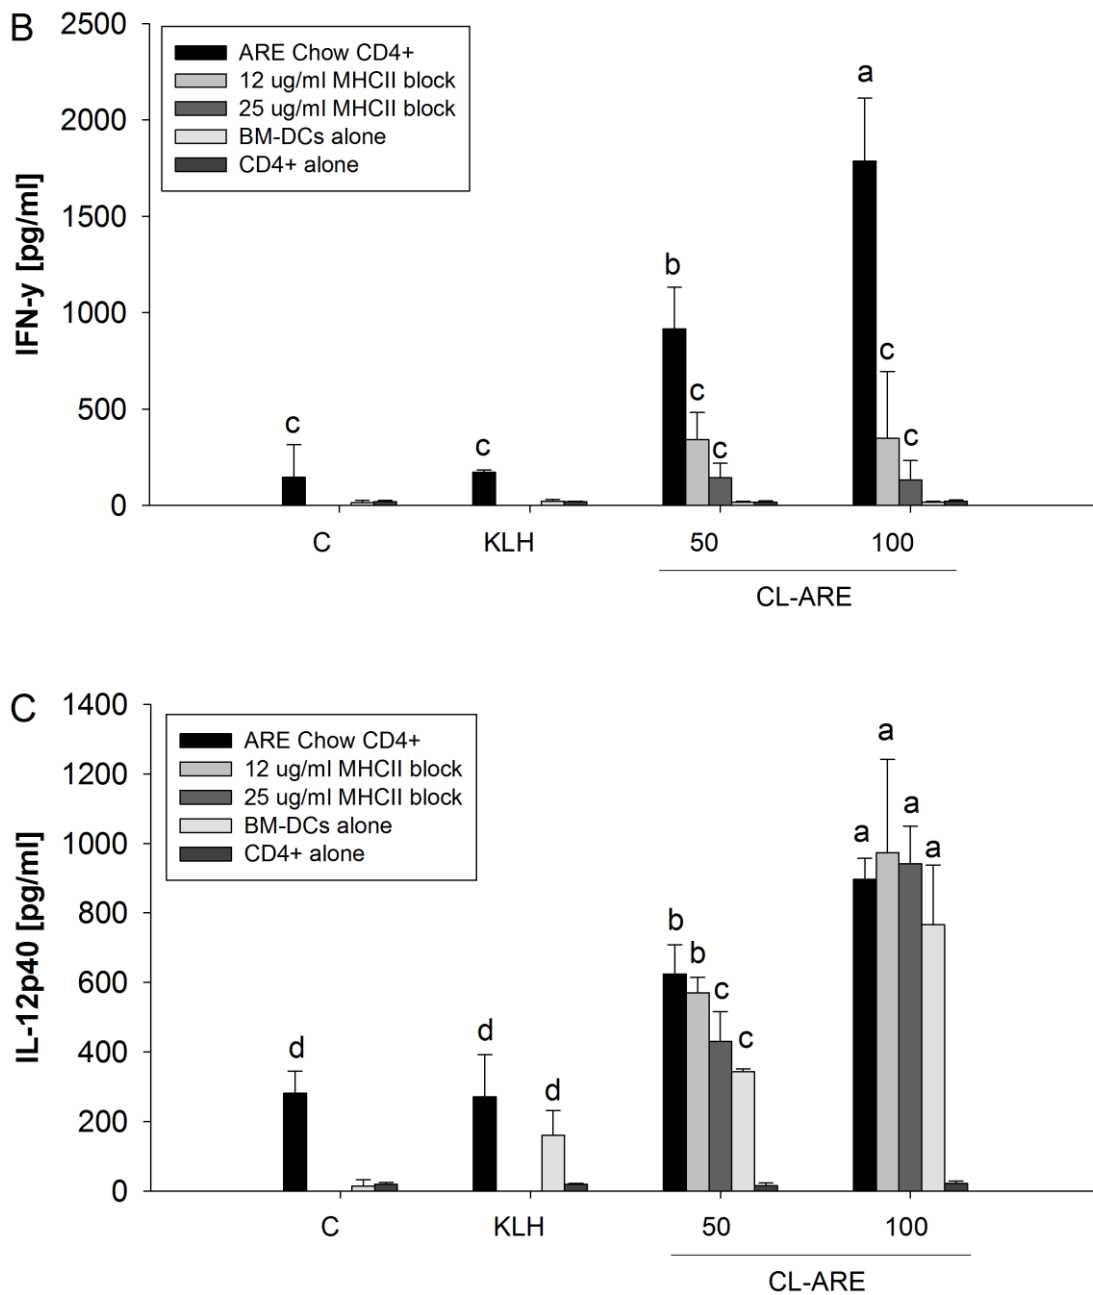 B
2500
2000
1500
1000
500
0
IFN-y [pg/ml]
ARE Chow CD4+
12 ug/ml MHCII block
25 ug/ml MHCII block
BM-DCs alone
CD4+ alone
c
c
b
c
c
a
c
c
C
KLH
50
100
CL-ARE
C
1400
1200
1000
800
600
400
200
0
IL-12p40 [pg/ml]
ARE Chow CD4+
12 ug/ml MHCII block
25 ug/ml MHCII block
BM-DCs alone
CD4+ alone
d
d
d
b
b
c
c
a
a
a
a
C
KLH
50
100
CL-ARE